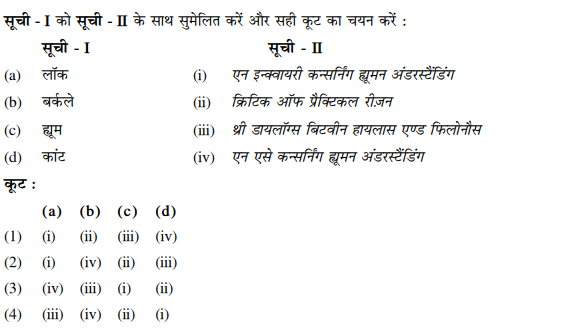 सूची - I को सूची - II के साथ सुमेलित करें और सही कूट का चयन करें :
सूची - I सूची - II
(a) लॉक (i) एन इन्क्वायरी कन्सर्निंग ह्यूमन अंडरस्टैंडिंग
(b) बर्कले (ii) क्रिटिक ऑफ प्रैक्टिकल रीज़न
(c) ह्यूम (iii) थ्री डायलॉग्स बिटवीन हायलास एण्ड फिलोनौस
(d) कांट (iv) एन एसे कन्सर्निंग ह्यूमन अंडरस्टैंडिंग
कूट :
(a) (b) (c) (d)
(1) (i) (ii) (iii) (iv)
(2) (i) (iv) (ii) (iii)
(3) (iv) (iii) (i) (ii)
(4) (iii) (iv) (ii) (i)